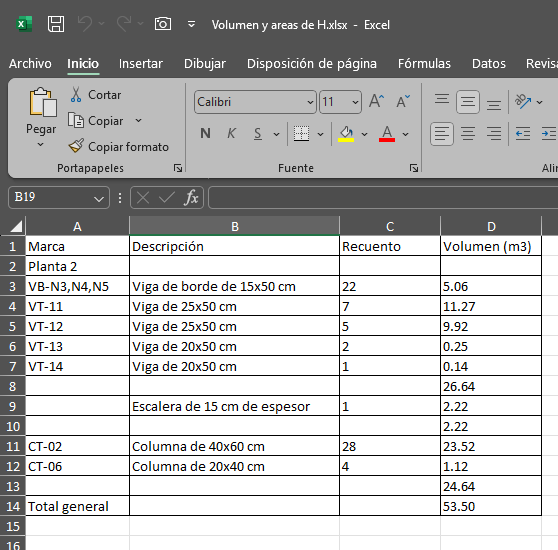 Volumen y areas de H.xlsx - Excel
Archivo Inicio Insertar Dibujar Disposición de página Fórmulas Datos Revisa
Pegar
Cortar
Copiar
Copiar formato
Portapapeles
Calibri 11 A A
N K S A
Fuente
Alin
B19 fx
A B C D
1 Marca Descripción Recuento Volumen (m3)
2 Planta 2
3 VB-N3,N4,N5 Viga de borde de 15x50 cm 22 5.06
4 VT-11 Viga de 25x50 cm 7 11.27
5 VT-12 Viga de 25x50 cm 5 9.92
6 VT-13 Viga de 20x50 cm 2 0.25
7 VT-14 Viga de 20x50 cm 1 0.14
8 26.64
9 Escalera de 15 cm de espesor 1 2.22
10 2.22
11 CT-02 Columna de 40x60 cm 28 23.52
12 CT-06 Columna de 20x40 cm 4 1.12
13 24.64
14 Total general 53.50
15
16